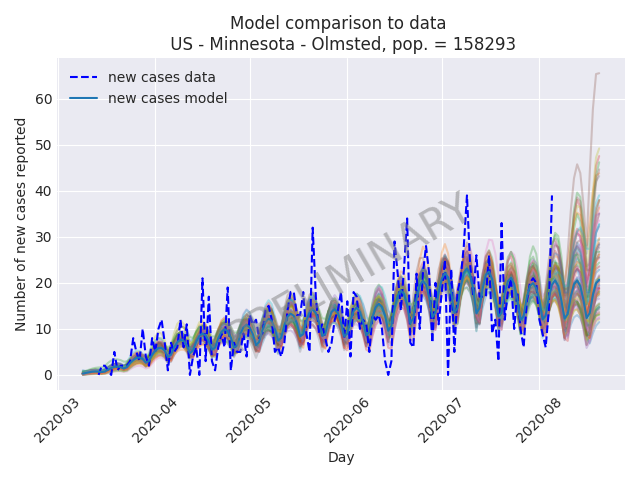 Model comparison to data
US - Minnesota - Olmsted, pop. = 158293
new cases data
new cases model
PRELIMINARY
Number of new cases reported
60
50
40
30
20
10
0
2020-03
2020-04
2020-05
2020-06
2020-07
2020-08
Day